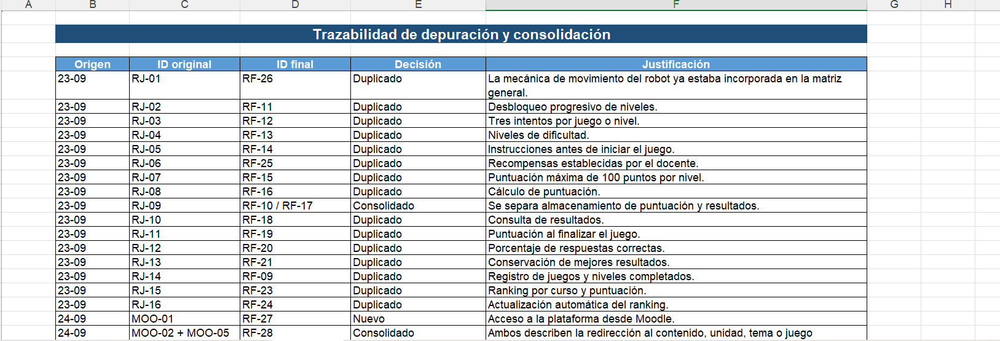 A B C D E F G H
Trazabilidad de depuración y consolidación
Origen ID original ID final Decisión Justificación
23-09 RJ-01 RF-26 Duplicado La mecánica de movimiento del robot ya estaba incorporada en la matriz
general.
23-09 RJ-02 RF-11 Duplicado Desbloqueo progresivo de niveles.
23-09 RJ-03 RF-12 Duplicado Tres intentos por juego o nivel.
23-09 RJ-04 RF-13 Duplicado Niveles de dificultad.
23-09 RJ-05 RF-14 Duplicado Instrucciones antes de iniciar el juego.
23-09 RJ-06 RF-25 Duplicado Recompensas establecidas por el docente.
23-09 RJ-07 RF-15 Duplicado Puntuación máxima de 100 puntos por nivel.
23-09 RJ-08 RF-16 Duplicado Cálculo de puntuación.
23-09 RJ-09 RF-10 / RF-17 Consolidado Se separa almacenamiento de puntuación y resultados.
23-09 RJ-10 RF-18 Duplicado Consulta de resultados.
23-09 RJ-11 RF-19 Duplicado Puntuación al finalizar el juego.
23-09 RJ-12 RF-20 Duplicado Porcentaje de respuestas correctas.
23-09 RJ-13 RF-21 Duplicado Conservación de mejores resultados.
23-09 RJ-14 RF-09 Duplicado Registro de juegos y niveles completados.
23-09 RJ-15 RF-23 Duplicado Ranking por curso y puntuación.
23-09 RJ-16 RF-24 Duplicado Actualización automática del ranking.
24-09 MOO-01 RF-27 Nuevo Acceso a la plataforma desde Moodle.
24-09 MOO-02 + MOO-05 RF-28 Consolidado Ambos describen la redirección al contenido, unidad, tema o juego